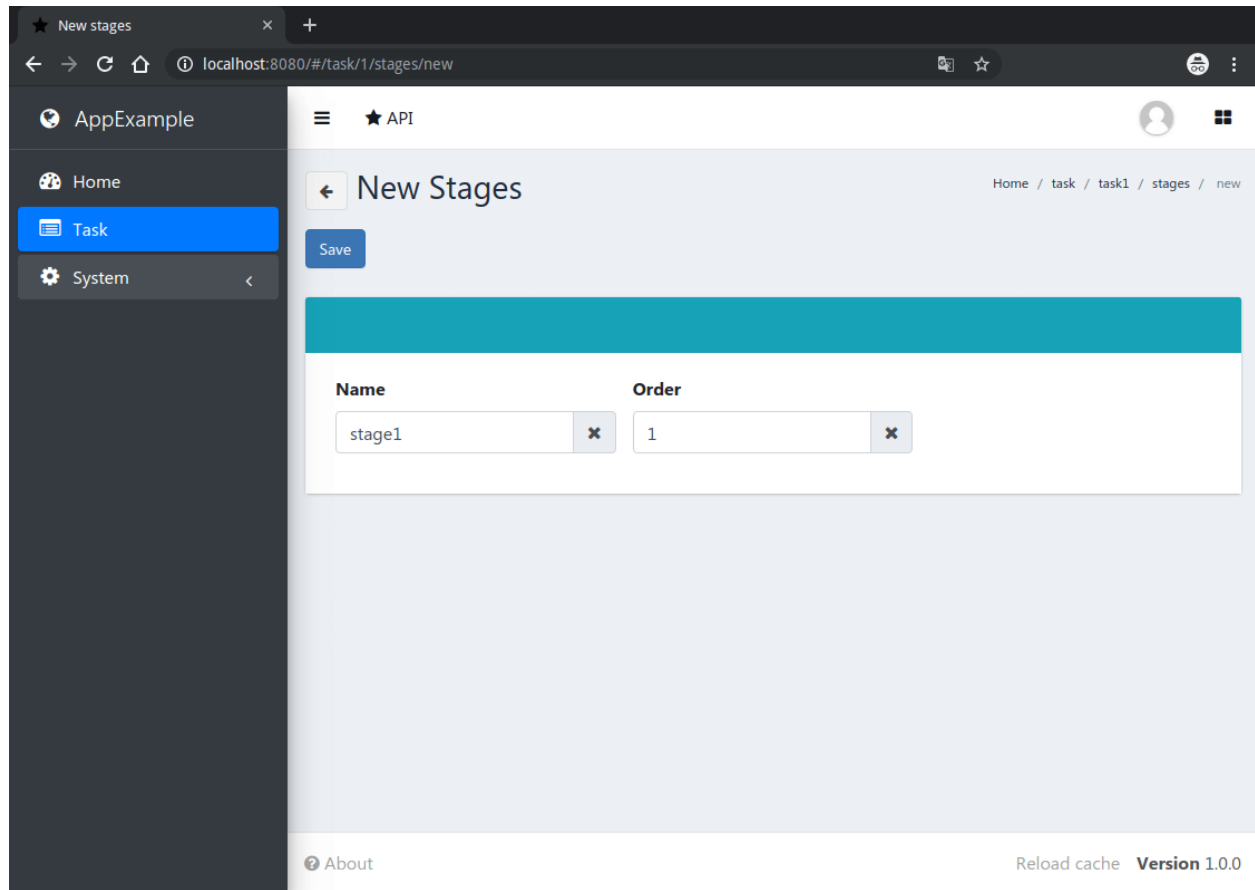 New stages
localhost:8080/#/task/1/stages/new
AppExample
API
Home
New Stages
Home / task / task1 / stages / new
Task
Save
System
Name
Order
stage1
1
About
Reload cache Version 1.0.0